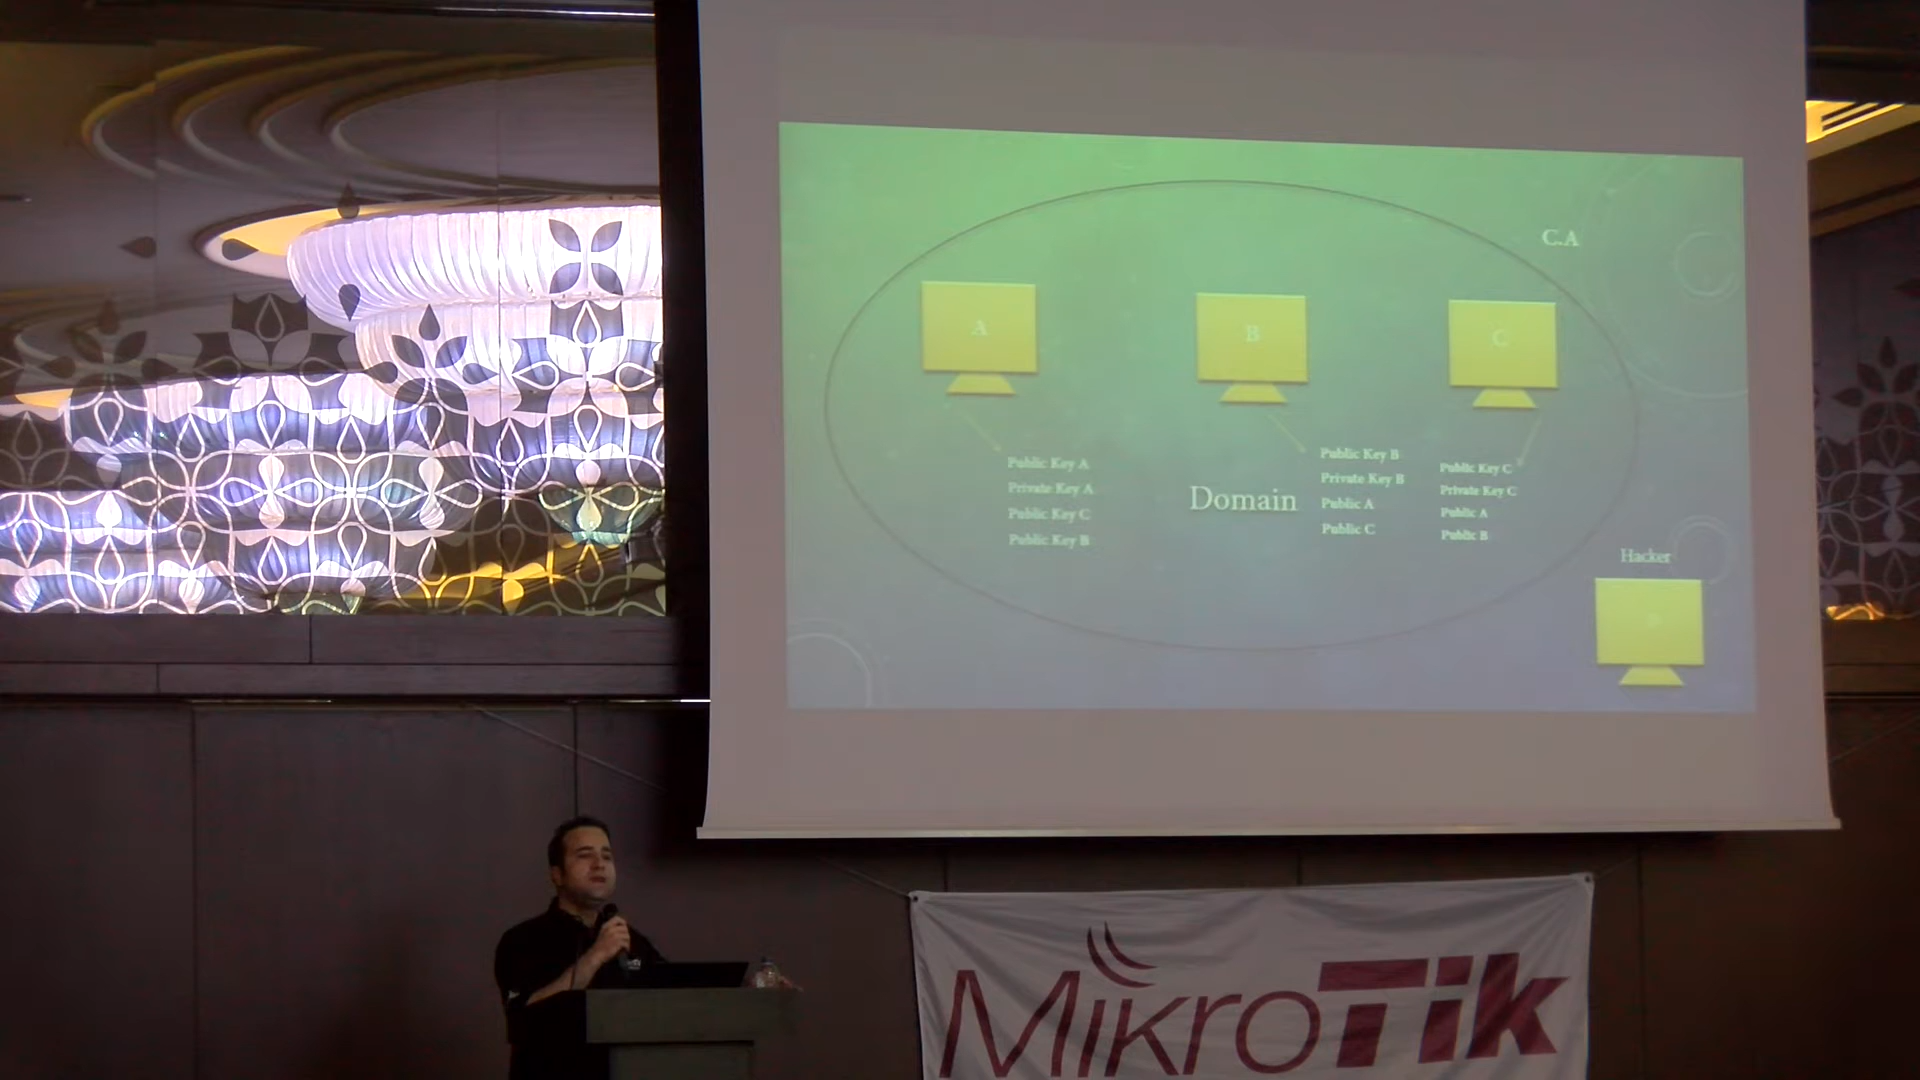 C.A
A
B
C
Public Key A
Private Key A
Public Key C
Public Key B
Domain
Public Key B
Private Key B
Public A
Public C
Public Key C
Private Key C
Public A
Public B
Hacker
MikroTik